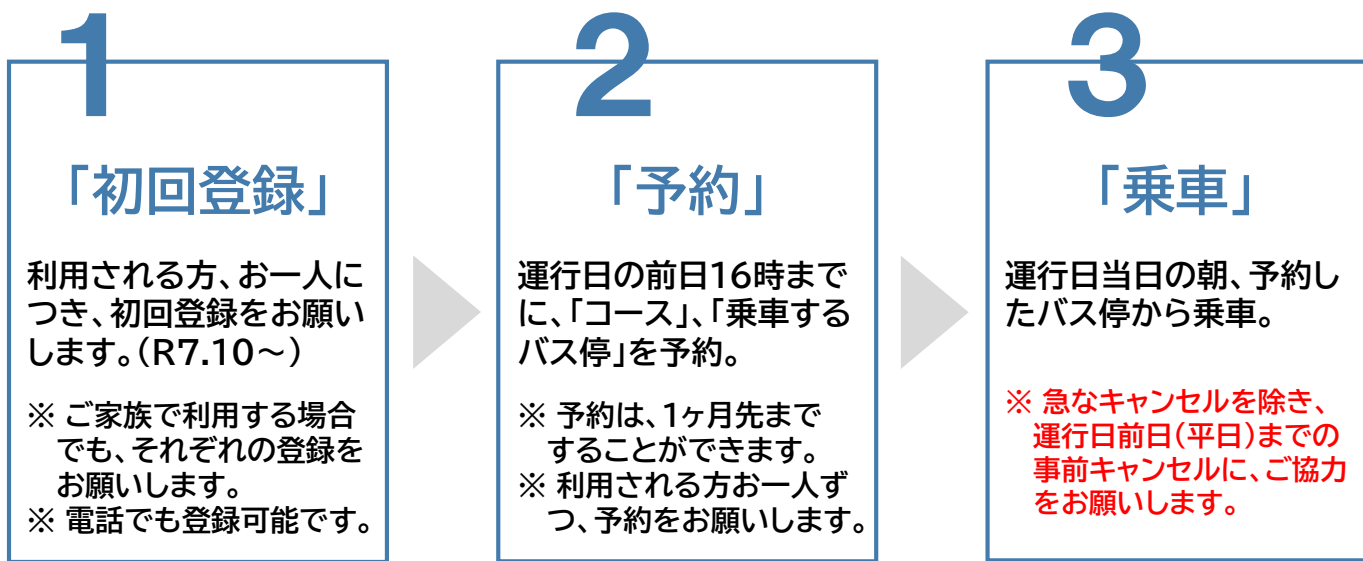 1
「初回登録」
利用される方、お一人に
つき、初回登録をお願い
します。(R7.10～)
※ ご家族で利用する場合
でも、それぞれの登録を
お願いします。
※ 電話でも登録可能です。
2
「予約」
運行日の前日16時まで
に、「コース」、「乗車する
バス停」を予約。
※ 予約は、1ヶ月先まで
することができます。
※ 利用される方お一人ず
つ、予約をお願いします。
3
「乗車」
運行日当日の朝、予約し
たバス停から乗車。
※ 急なキャンセルを除き、
運行日前日(平日)までの
事前キャンセルに、ご協力
をお願いします。